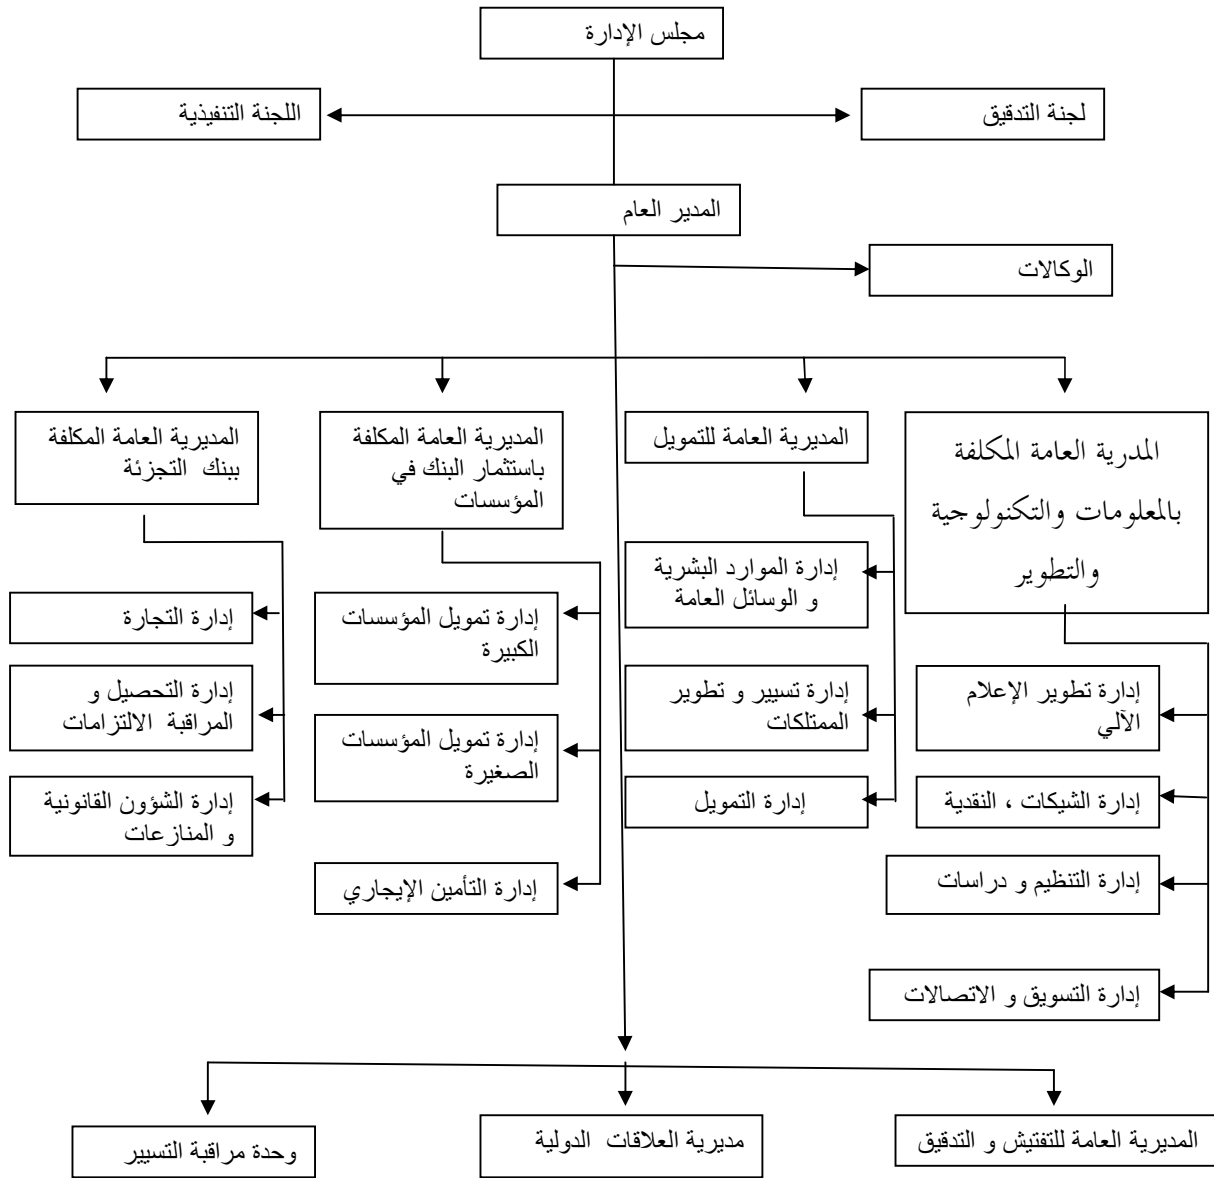 مجلس الإدارة
لجنة التدقيق
اللجنة التنفيذية
المدير العام
الوكالات
المدرية العامة المكلفة
بالمعلومات والتكنولوجية
والتطوير
إدارة تطوير الإعلام
الآلي
إدارة الشيكات ، النقدية
إدارة التنظيم و دراسات
إدارة التسويق و الاتصالات
المديرية العامة للتمويل
إدارة الموارد البشرية
و الوسائل العامة
إدارة تسيير و تطوير
الممتلكات
إدارة التمويل
المديرية العامة المكلفة
باستثمار البنك في
المؤسسات
إدارة تمويل المؤسسات
الكبيرة
إدارة تمويل المؤسسات
الصغيرة
إدارة التأمين الإيجاري
المديرية العامة المكلفة
ببنك التجزئة
إدارة التجارة
إدارة التحصيل و
المراقبة الالتزامات
إدارة الشؤون القانونية
و المنازعات
المديرية العامة للتفتيش و التدقيق
مديرية العلاقات الدولية
وحدة مراقبة التسيير